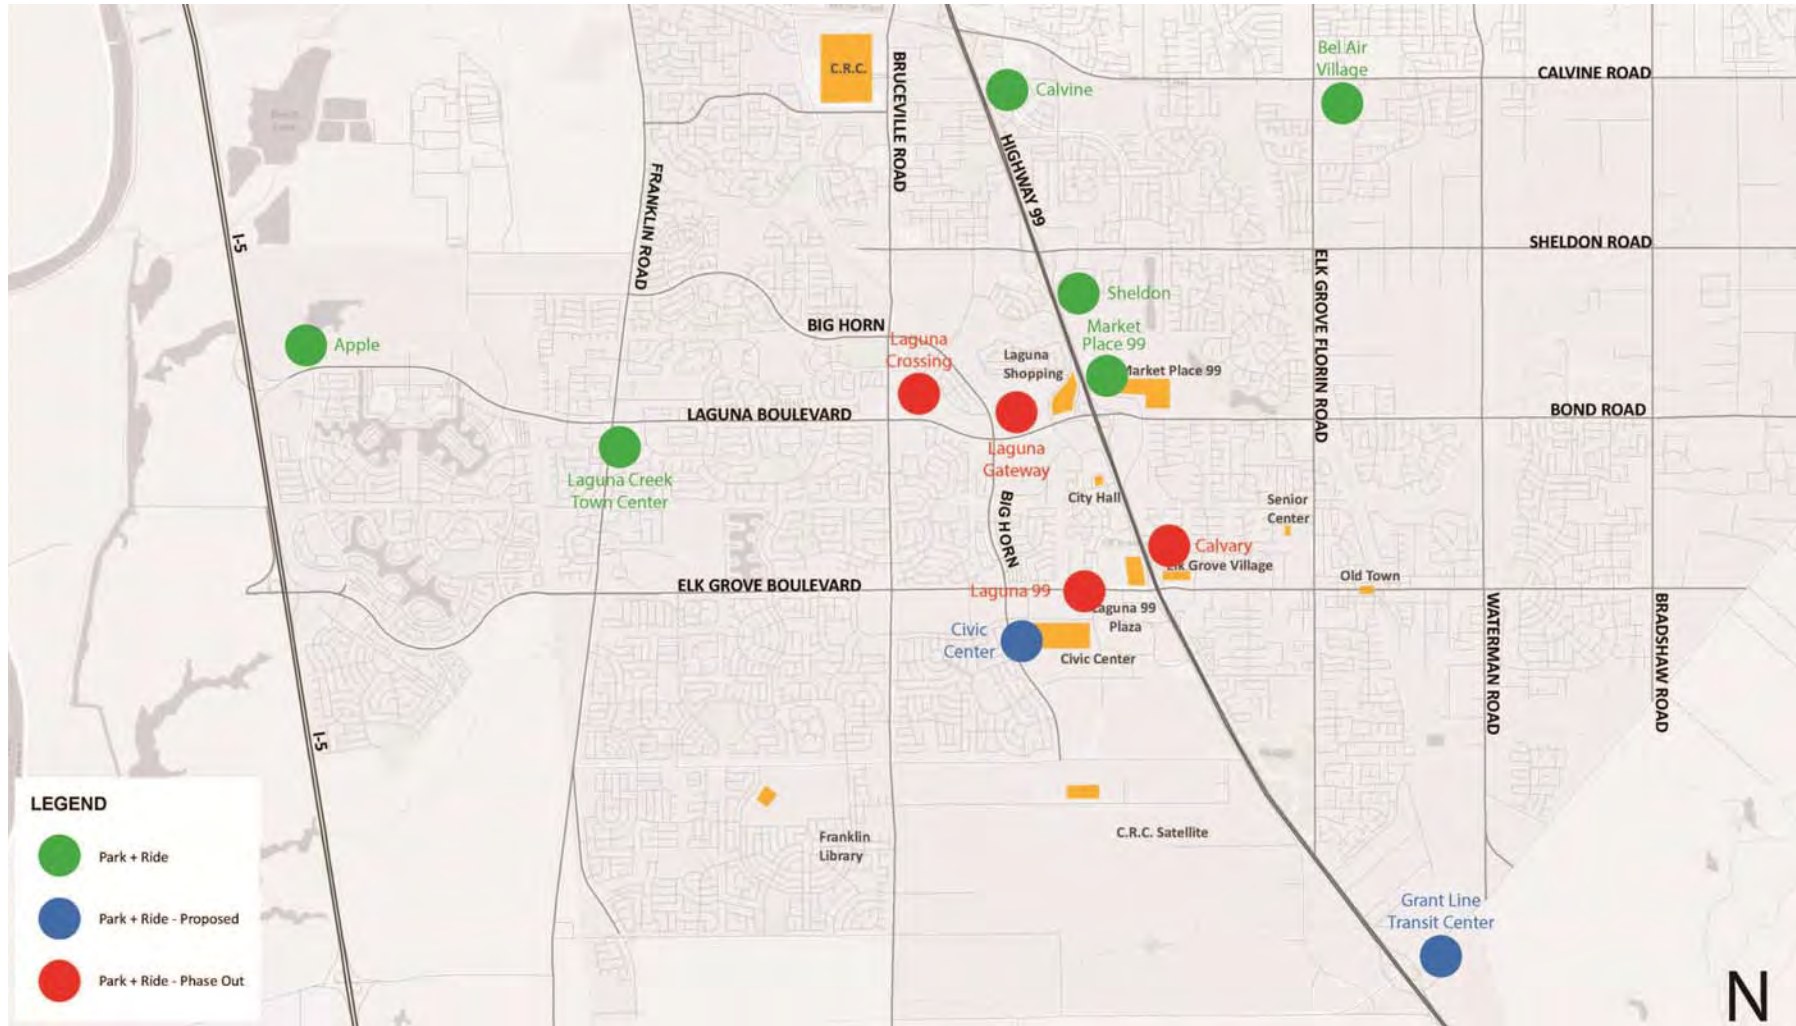 C.R.C.
BRUCEVILLE ROAD
Calvine
Bel Air
Village
CALVINE ROAD
HIGHWAY 99
FRANKLIN ROAD
I-5
SHELDON ROAD
ELK GROVE FLORIN ROAD
Sheldon
BIG HORN
Market
Place 99
Apple
Laguna
Crossing
Laguna
Shopping
Market Place 99
LAGUNA BOULEVARD
BOND ROAD
Laguna
Gateway
Laguna Creek
Town Center
City Hall
BIG HORN
Senior
Center
Calvary
Elk Grove Village
Old Town
ELK GROVE BOULEVARD
Laguna 99
Laguna 99
Plaza
WATERMAN ROAD
BRADSHAW ROAD
Civic
Center
Civic Center
I-5
LEGEND
Park + Ride
Park + Ride - Proposed
Park + Ride - Phase Out
Franklin
Library
C.R.C. Satellite
Grant Line
Transit Center
N